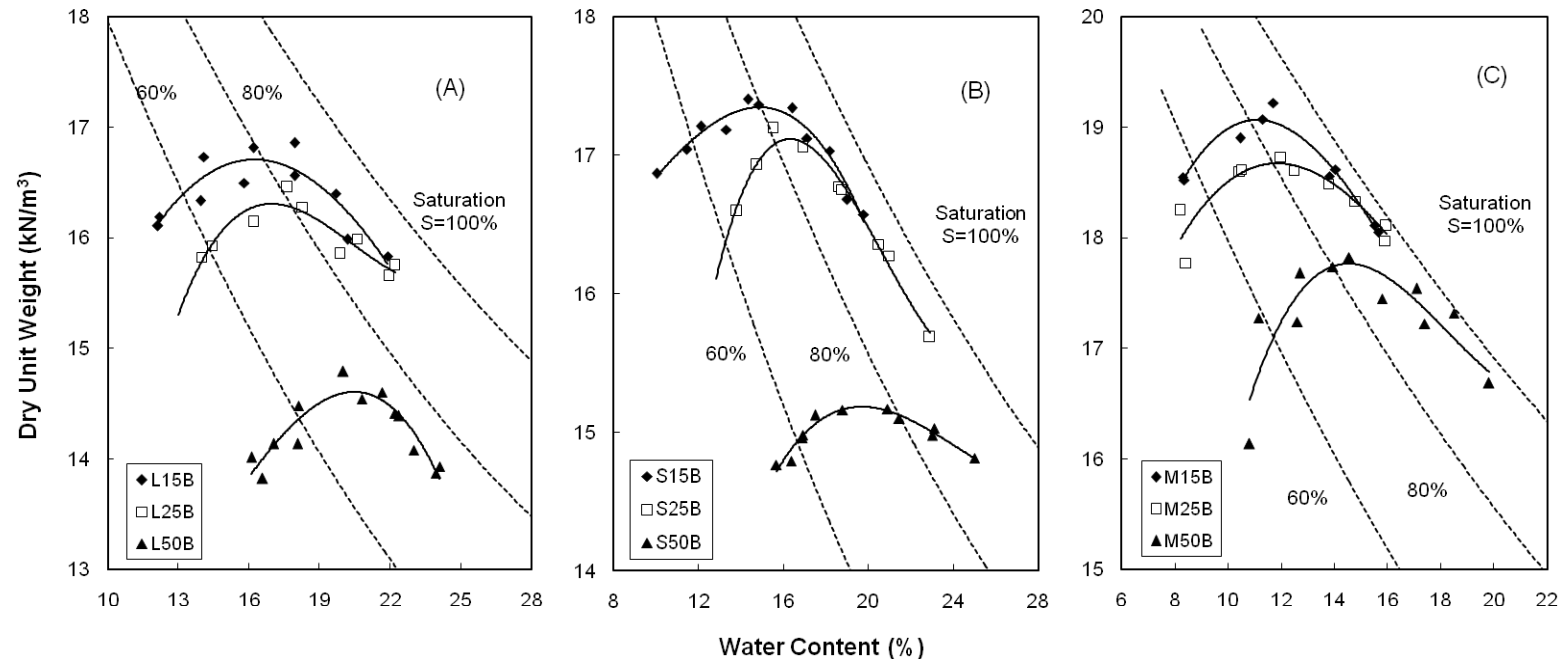 18
17
16
15
14
13
10
13
16
19
22
25
28
60%
80%
(A)
Saturation
S=100%
L15B
L25B
L50B
18
17
16
15
14
8
12
16
20
24
28
(B)
Saturation
S=100%
60%
80%
S15B
S25B
S50B
20
19
18
17
16
15
6
8
10
12
14
16
18
20
22
(C)
Saturation
S=100%
60%
80%
M15B
M25B
M50B
Dry Unit Weight (kN/m³)
Water Content (%)